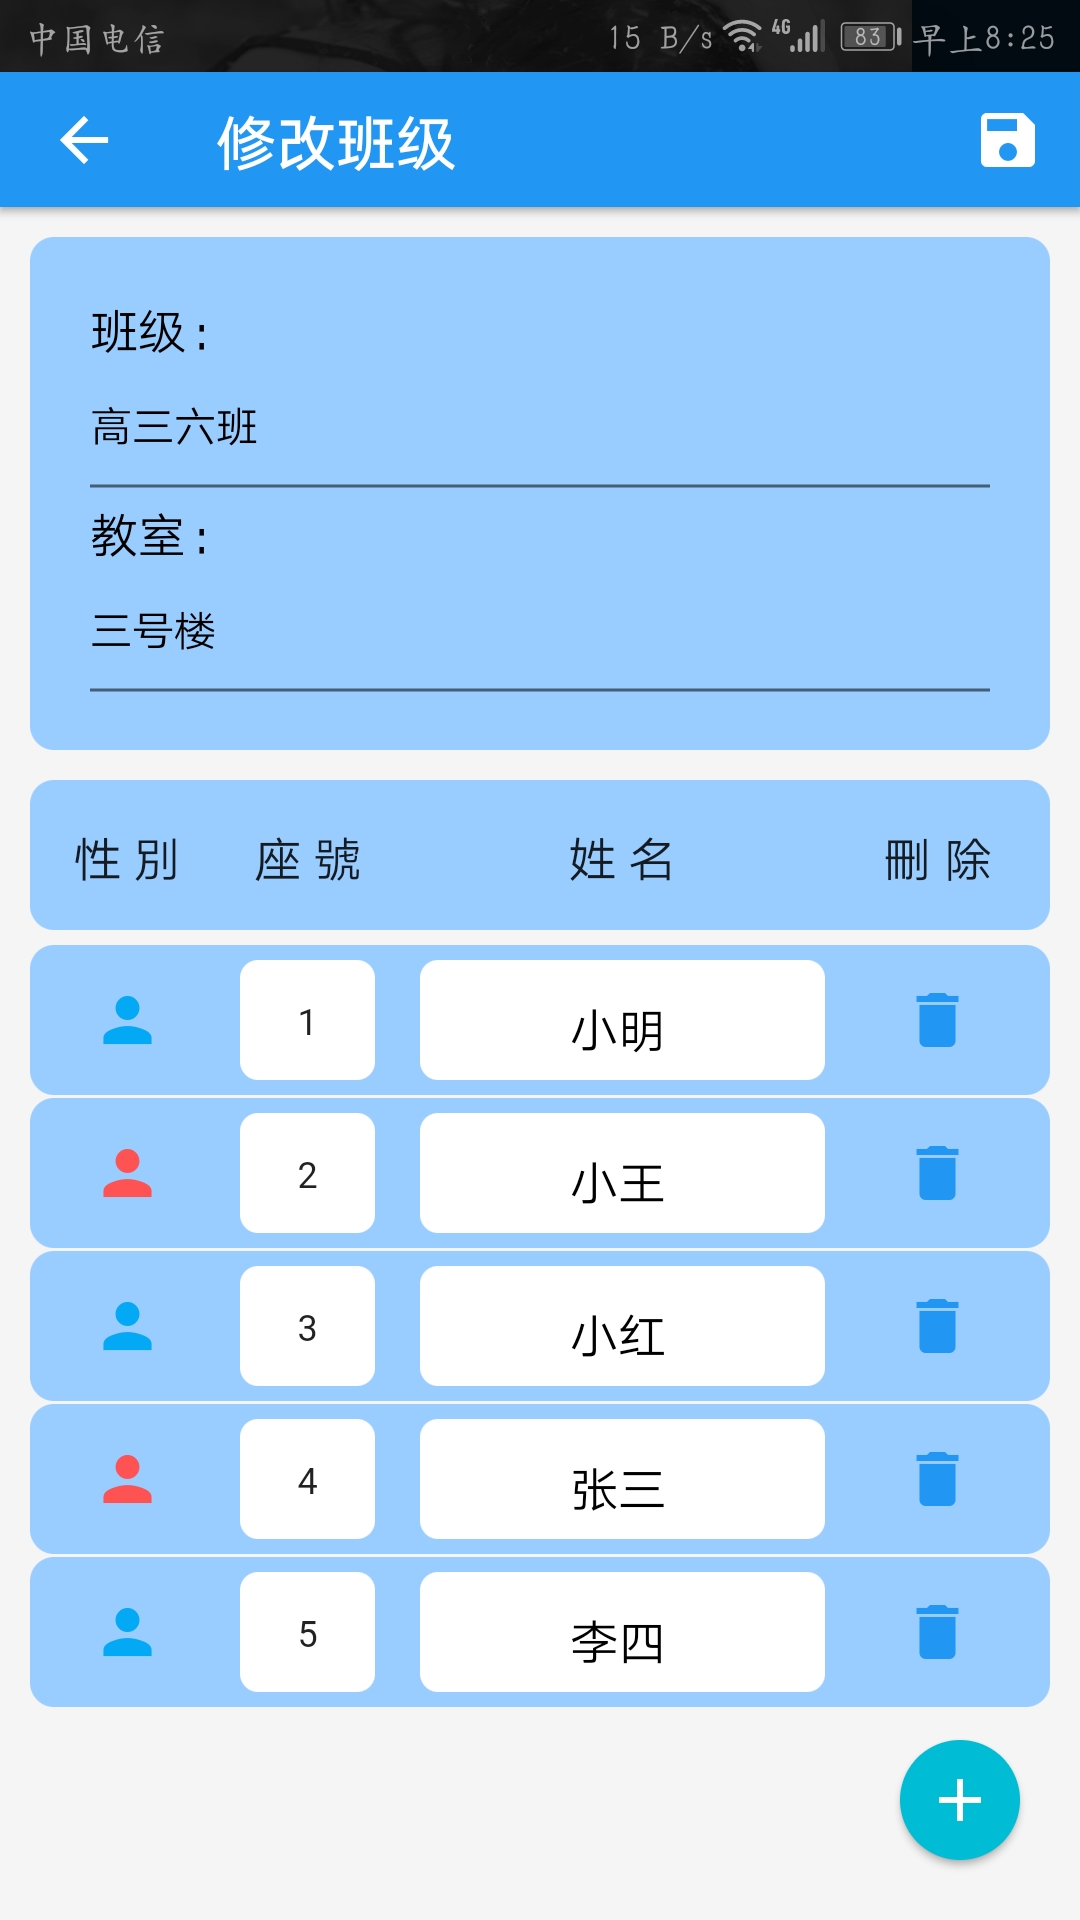 中国电信 15 B/s 4G 83 早上8:25
修改班级
班级:
高三六班
教室:
三号楼
性別 座號 姓名 刪除
1 小明
2 小王
3 小红
4 张三
5 李四